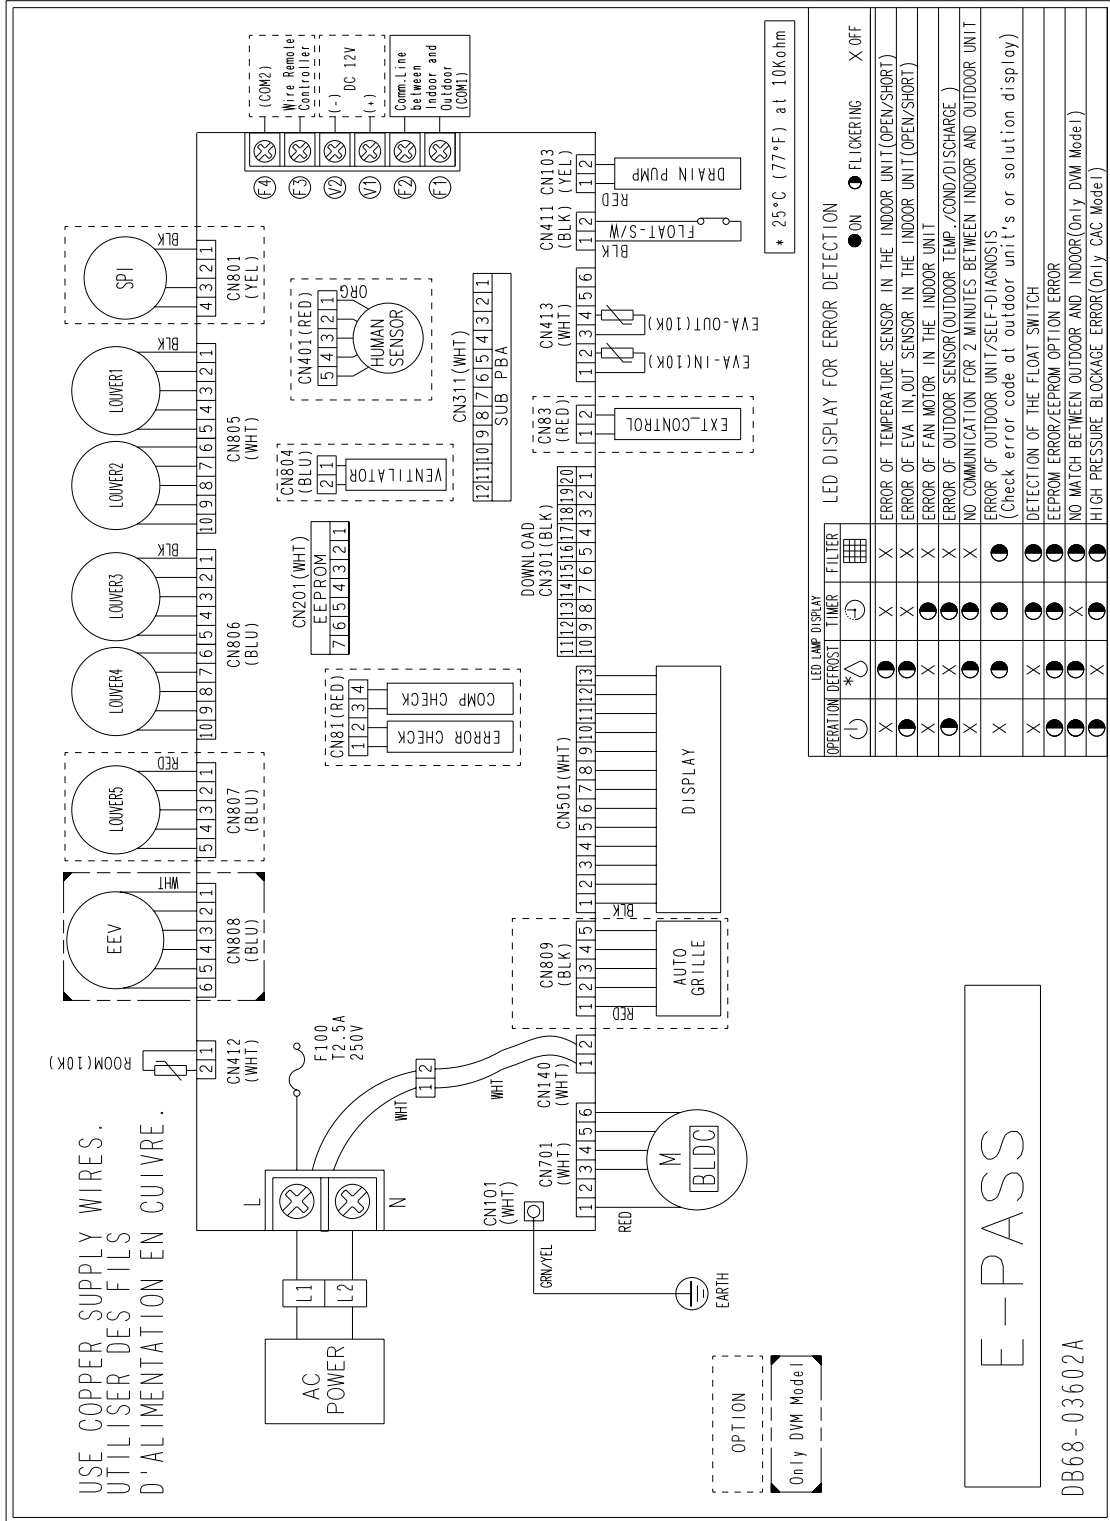 USE COPPER SUPPLY WIRES.
UTILISER DES FILS
D'ALIMENTATION EN CUIVRE.
ROOM(10K)
2 1
CN412
(WHT)
EEV
WHT
6 5 4 3 2 1
CN808
(BLU)
LOUVER5
RED
5 4 3 2 1
CN807
(BLU)
LOUVER4
LOUVER3
BLK
10 9 8 7 6 5 4 3 2 1
CN806
(BLU)
LOUVER2
LOUVER1
BLK
10 9 8 7 6 5 4 3 2 1
CN805
(WHT)
SPI
BLK
4 3 2 1
CN801
(YEL)
F4
F3
V2
V1
F2
F1
(COM2)
Wire Remote
Controller
(-)
DC 12V
(+)
Comm.Line
between
Indoor and
Outdoor
(COM1)
AC
POWER
L1
L2
L
N
F100
T2.5A
250V
WHT
1 2
WHT
CN140
(WHT)
1 2
CN81(RED)
1 2 3 4
ERROR CHECK
COMP CHECK
CN201(WHT)
EEPROM
7 6 5 4 3 2 1
CN804
(BLU)
2 1
VENTILATOR
CN401(RED)
5 4 3 2 1
ORG
HUMAN
SENSOR
CN311(WHT)
12 11 10 9 8 7 6 5 4 3 2 1
SUB PBA
CN101
(WHT)
GRN/YEL
EARTH
CN701
(WHT)
1 2 3 4 5 6
RED
M
BLDC
CN809
(BLK)
1 2 3 4 5
RED
AUTO
GRILLE
CN501(WHT)
1 2 3 4 5 6 7 8 9 10 11 12 13
BLK
DISPLAY
DOWNLOAD
CN301(BLK)
11 12 13 14 15 16 17 18 19 20
10 9 8 7 6 5 4 3 2 1
CN83
(RED)
1 2
EXT_CONTROL
CN413
(WHT)
1 2 3 4 5 6
EVA-IN(10K)
EVA-OUT(10K)
CN411
(BLK)
1 2
BLK
FLOAT-S/W
CN103
(YEL)
1 2
RED
DRAIN PUMP
* 25°C (77°F) at 10Kohm
OPTION
Only DVM Model
LED LAMP DISPLAY
OPERATION DEFROST TIMER FILTER
LED DISPLAY FOR ERROR DETECTION
●ON ◑ FLICKERING X OFF
X ◑ X X ERROR OF TEMPERATURE SENSOR IN THE INDOOR UNIT(OPEN/SHORT)
◑ ◑ X X ERROR OF EVA IN,OUT SENSOR IN THE INDOOR UNIT(OPEN/SHORT)
X X ◑ X ERROR OF FAN MOTOR IN THE INDOOR UNIT
◑ X ◑ X ERROR OF OUTDOOR SENSOR(OUTDOOR TEMP./COND/DISCHARGE )
X ◑ ◑ X NO COMMUNICATION FOR 2 MINUTES BETWEEN INDOOR AND OUTDOOR UNIT
X ◑ ◑ ◑ ERROR OF OUTDOOR UNIT/SELF-DIAGNOSIS
(Check error code at outdoor unit's or solution display)
X X ◑ ◑ DETECTION OF THE FLOAT SWITCH
◑ ◑ ◑ ◑ EEPROM ERROR/EEPROM OPTION ERROR
◑ ◑ X ◑ NO MATCH BETWEEN OUTDOOR AND INDOOR(Only DVM Model)
◑ X ◑ ◑ HIGH PRESSURE BLOCKAGE ERROR(Only CAC Model)
E-PASS
DB68-03602A